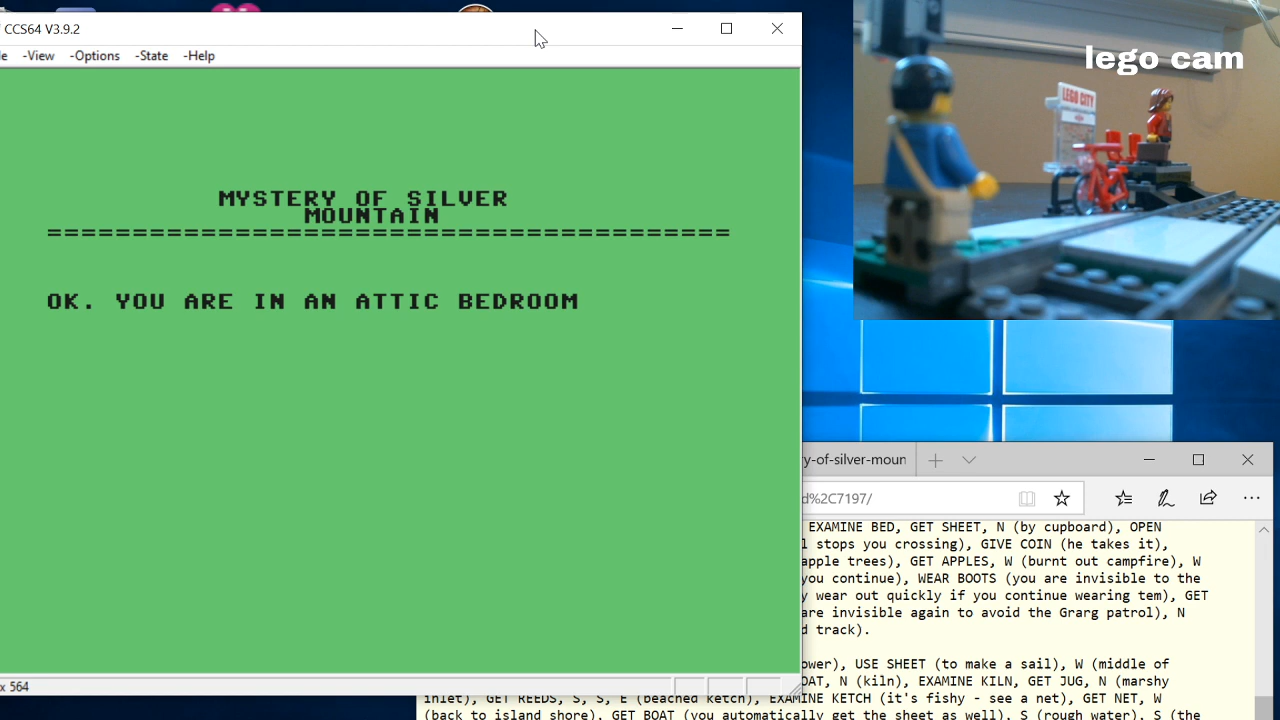 CCS64 V3.9.2
-View -Options -State -Help
MYSTERY OF SILVER
MOUNTAIN
========================================
OK. YOU ARE IN AN ATTIC BEDROOM
x 564
lego cam
LEGO CITY
ry-of-silver-moun
d%2C7197/
EXAMINE BED, GET SHEET, N (by cupboard), OPEN
l stops you crossing), GIVE COIN (he takes it),
apple trees), GET APPLES, W (burnt out campfire), W
you continue), WEAR BOOTS (you are invisible to the
y wear out quickly if you continue wearing tem), GET
are invisible again to avoid the Grarg patrol), N
d track).
ower), USE SHEET (to make a sail), W (middle of
OAT, N (kiln), EXAMINE KILN, GET JUG, N (marshy
inlet), GET REEDS, S, S, E (beached ketch), EXAMINE KETCH (it's fishy - see a net), GET NET, W
(back to island shore), GET BOAT (you automatically get the sheet as well), S (rough water), S (the